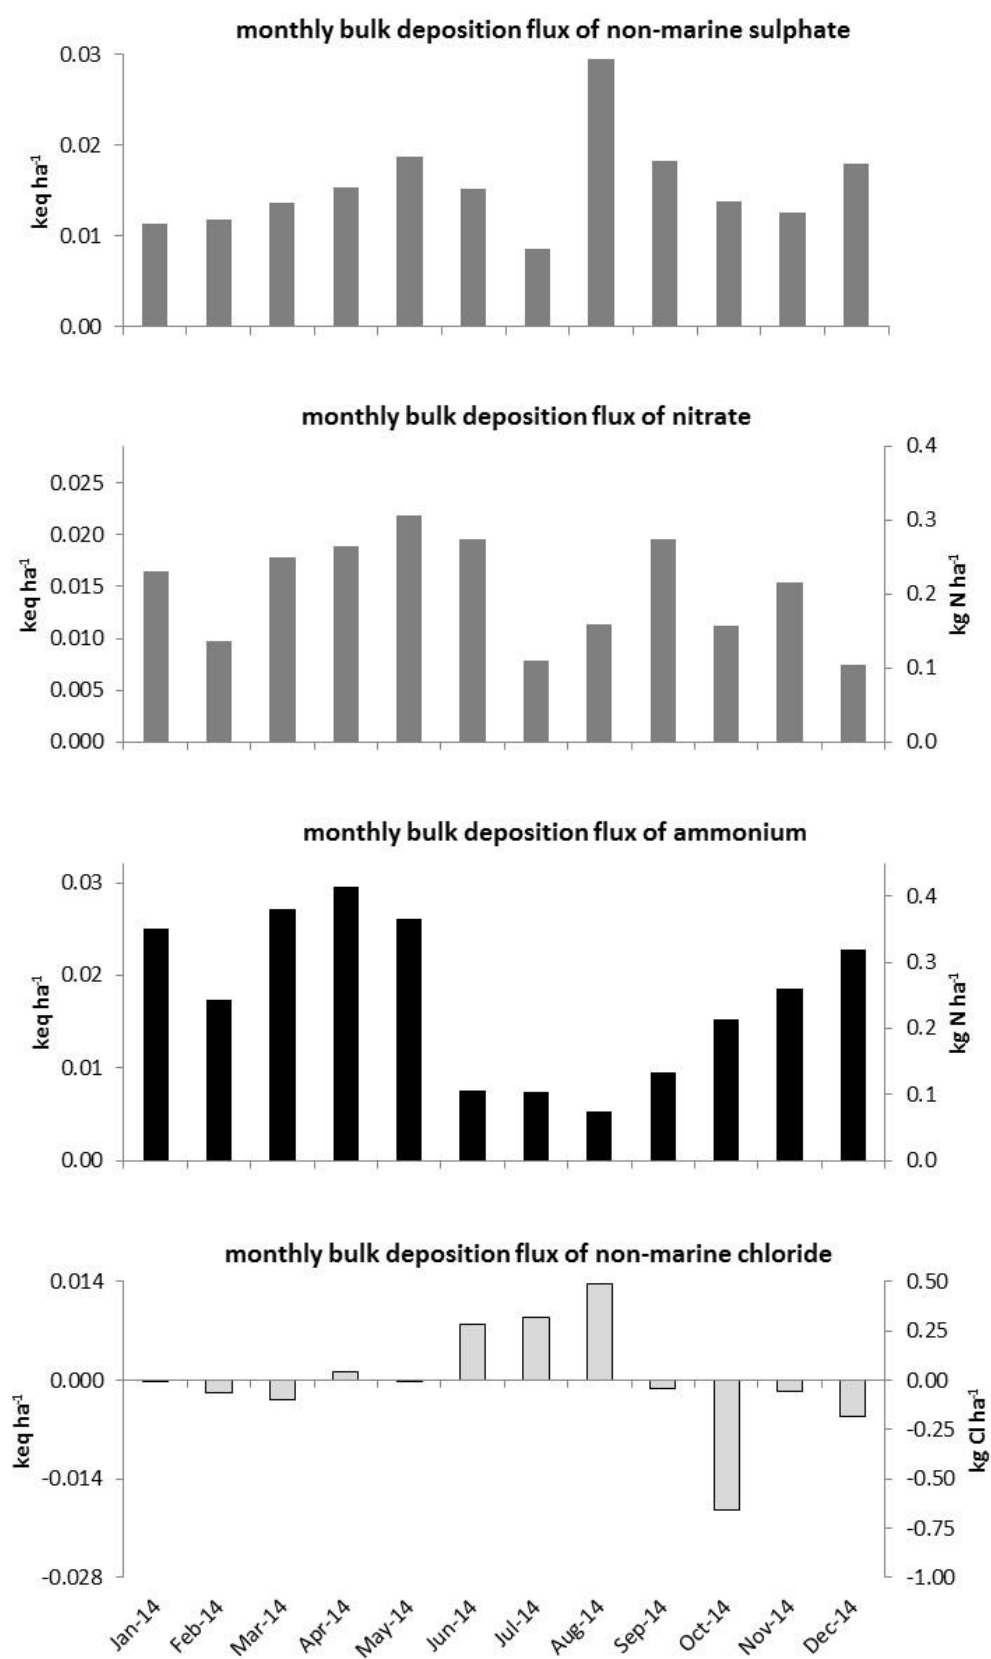 monthly bulk deposition flux of non-marine sulphate
0.03
0.02
0.01
0.00
keq ha-1
monthly bulk deposition flux of nitrate
0.025
0.020
0.015
0.010
0.005
0.000
keq ha-1
0.4
0.3
0.2
0.1
0.0
kg N ha-1
monthly bulk deposition flux of ammonium
0.03
0.02
0.01
0.00
keq ha-1
0.4
0.3
0.2
0.1
0.0
kg N ha-1
monthly bulk deposition flux of non-marine chloride
0.014
0.000
-0.014
-0.028
keq ha-1
0.50
0.25
0.00
-0.25
-0.50
-0.75
-1.00
kg Cl ha-1
Jan-14
Feb-14
Mar-14
Apr-14
May-14
Jun-14
Jul-14
Aug-14
Sep-14
Oct-14
Nov-14
Dec-14